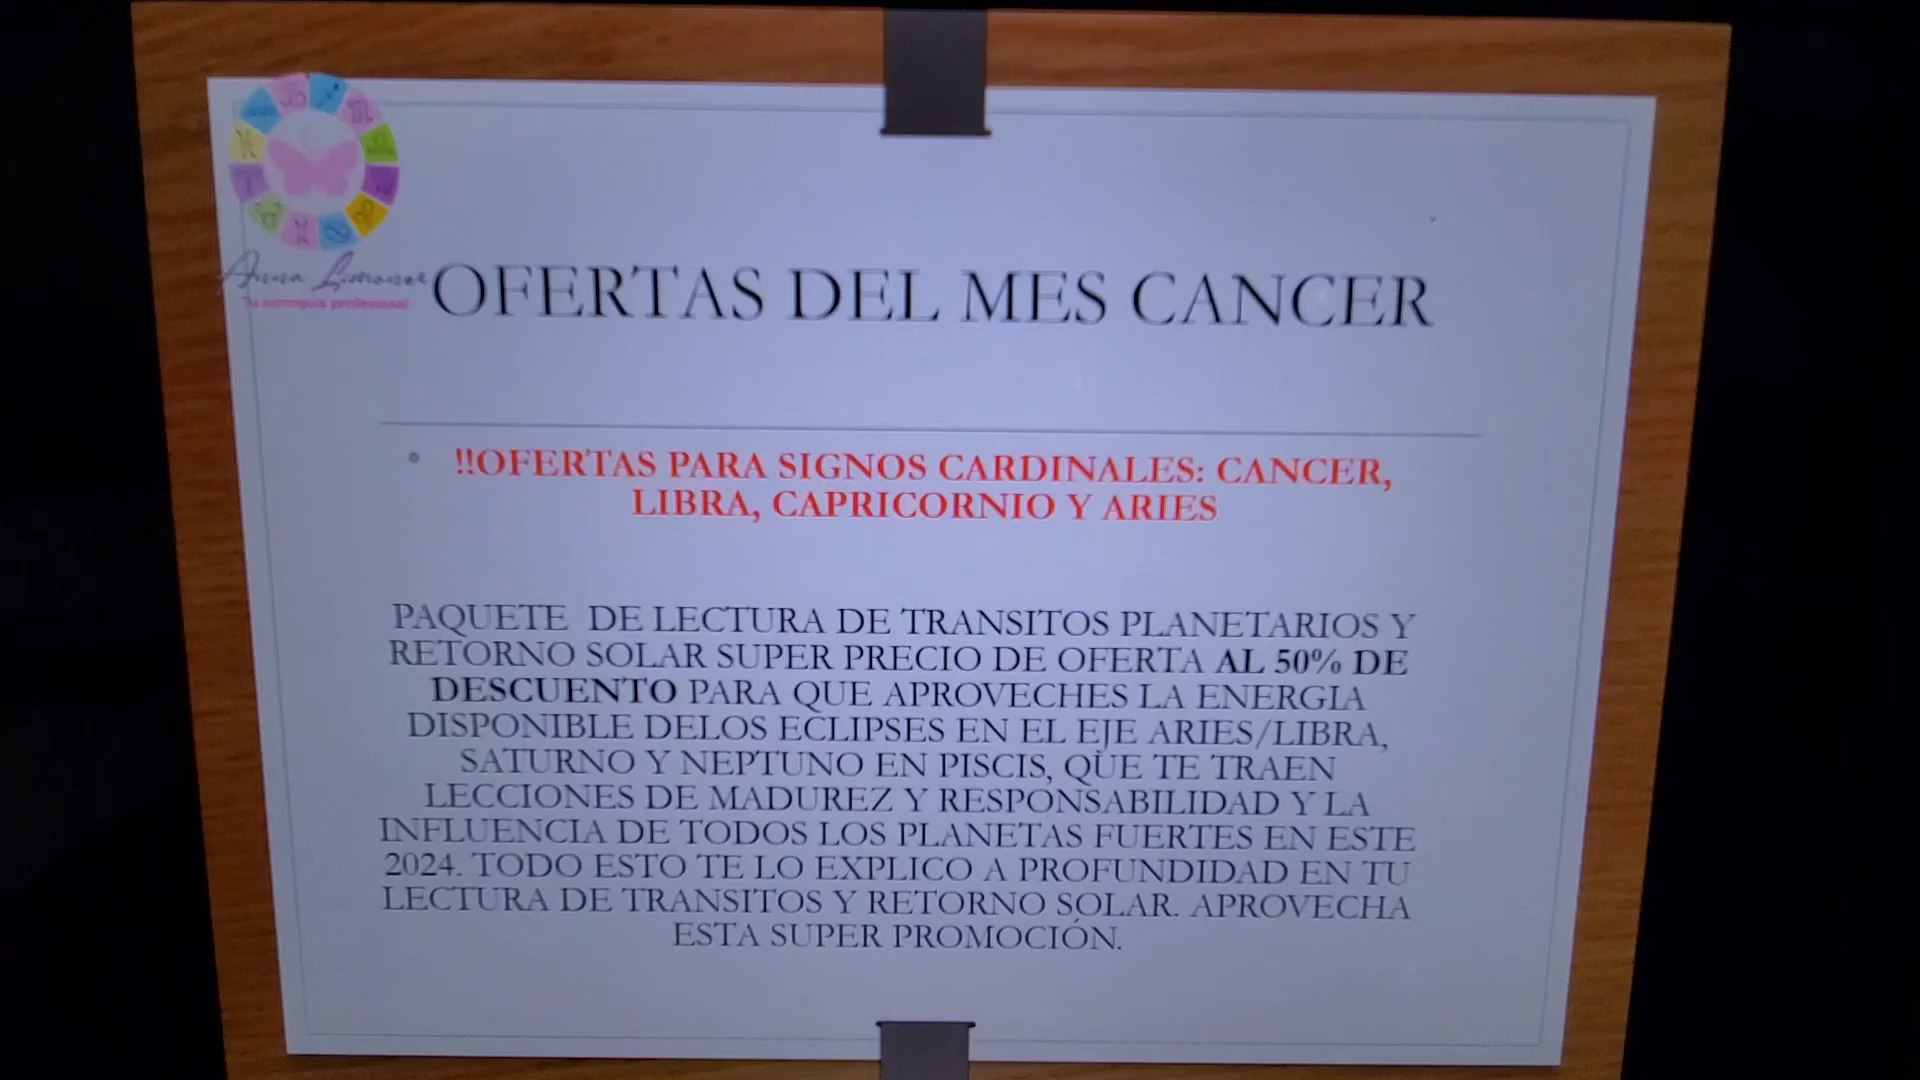 Tu astroguia profesional
OFERTAS DEL MES CANCER
!!OFERTAS PARA SIGNOS CARDINALES: CANCER,
LIBRA, CAPRICORNIO Y ARIES
PAQUETE DE LECTURA DE TRANSITOS PLANETARIOS Y
RETORNO SOLAR SUPER PRECIO DE OFERTA AL 50% DE
DESCUENTO PARA QUE APROVECHES LA ENERGIA
DISPONIBLE DELOS ECLIPSES EN EL EJE ARIES/LIBRA,
SATURNO Y NEPTUNO EN PISCIS, QUE TE TRAEN
LECCIONES DE MADUREZ Y RESPONSABILIDAD Y LA
INFLUENCIA DE TODOS LOS PLANETAS FUERTES EN ESTE
2024. TODO ESTO TE LO EXPLICO A PROFUNDIDAD EN TU
LECTURA DE TRANSITOS Y RETORNO SOLAR. APROVECHA
ESTA SUPER PROMOCIÓN.